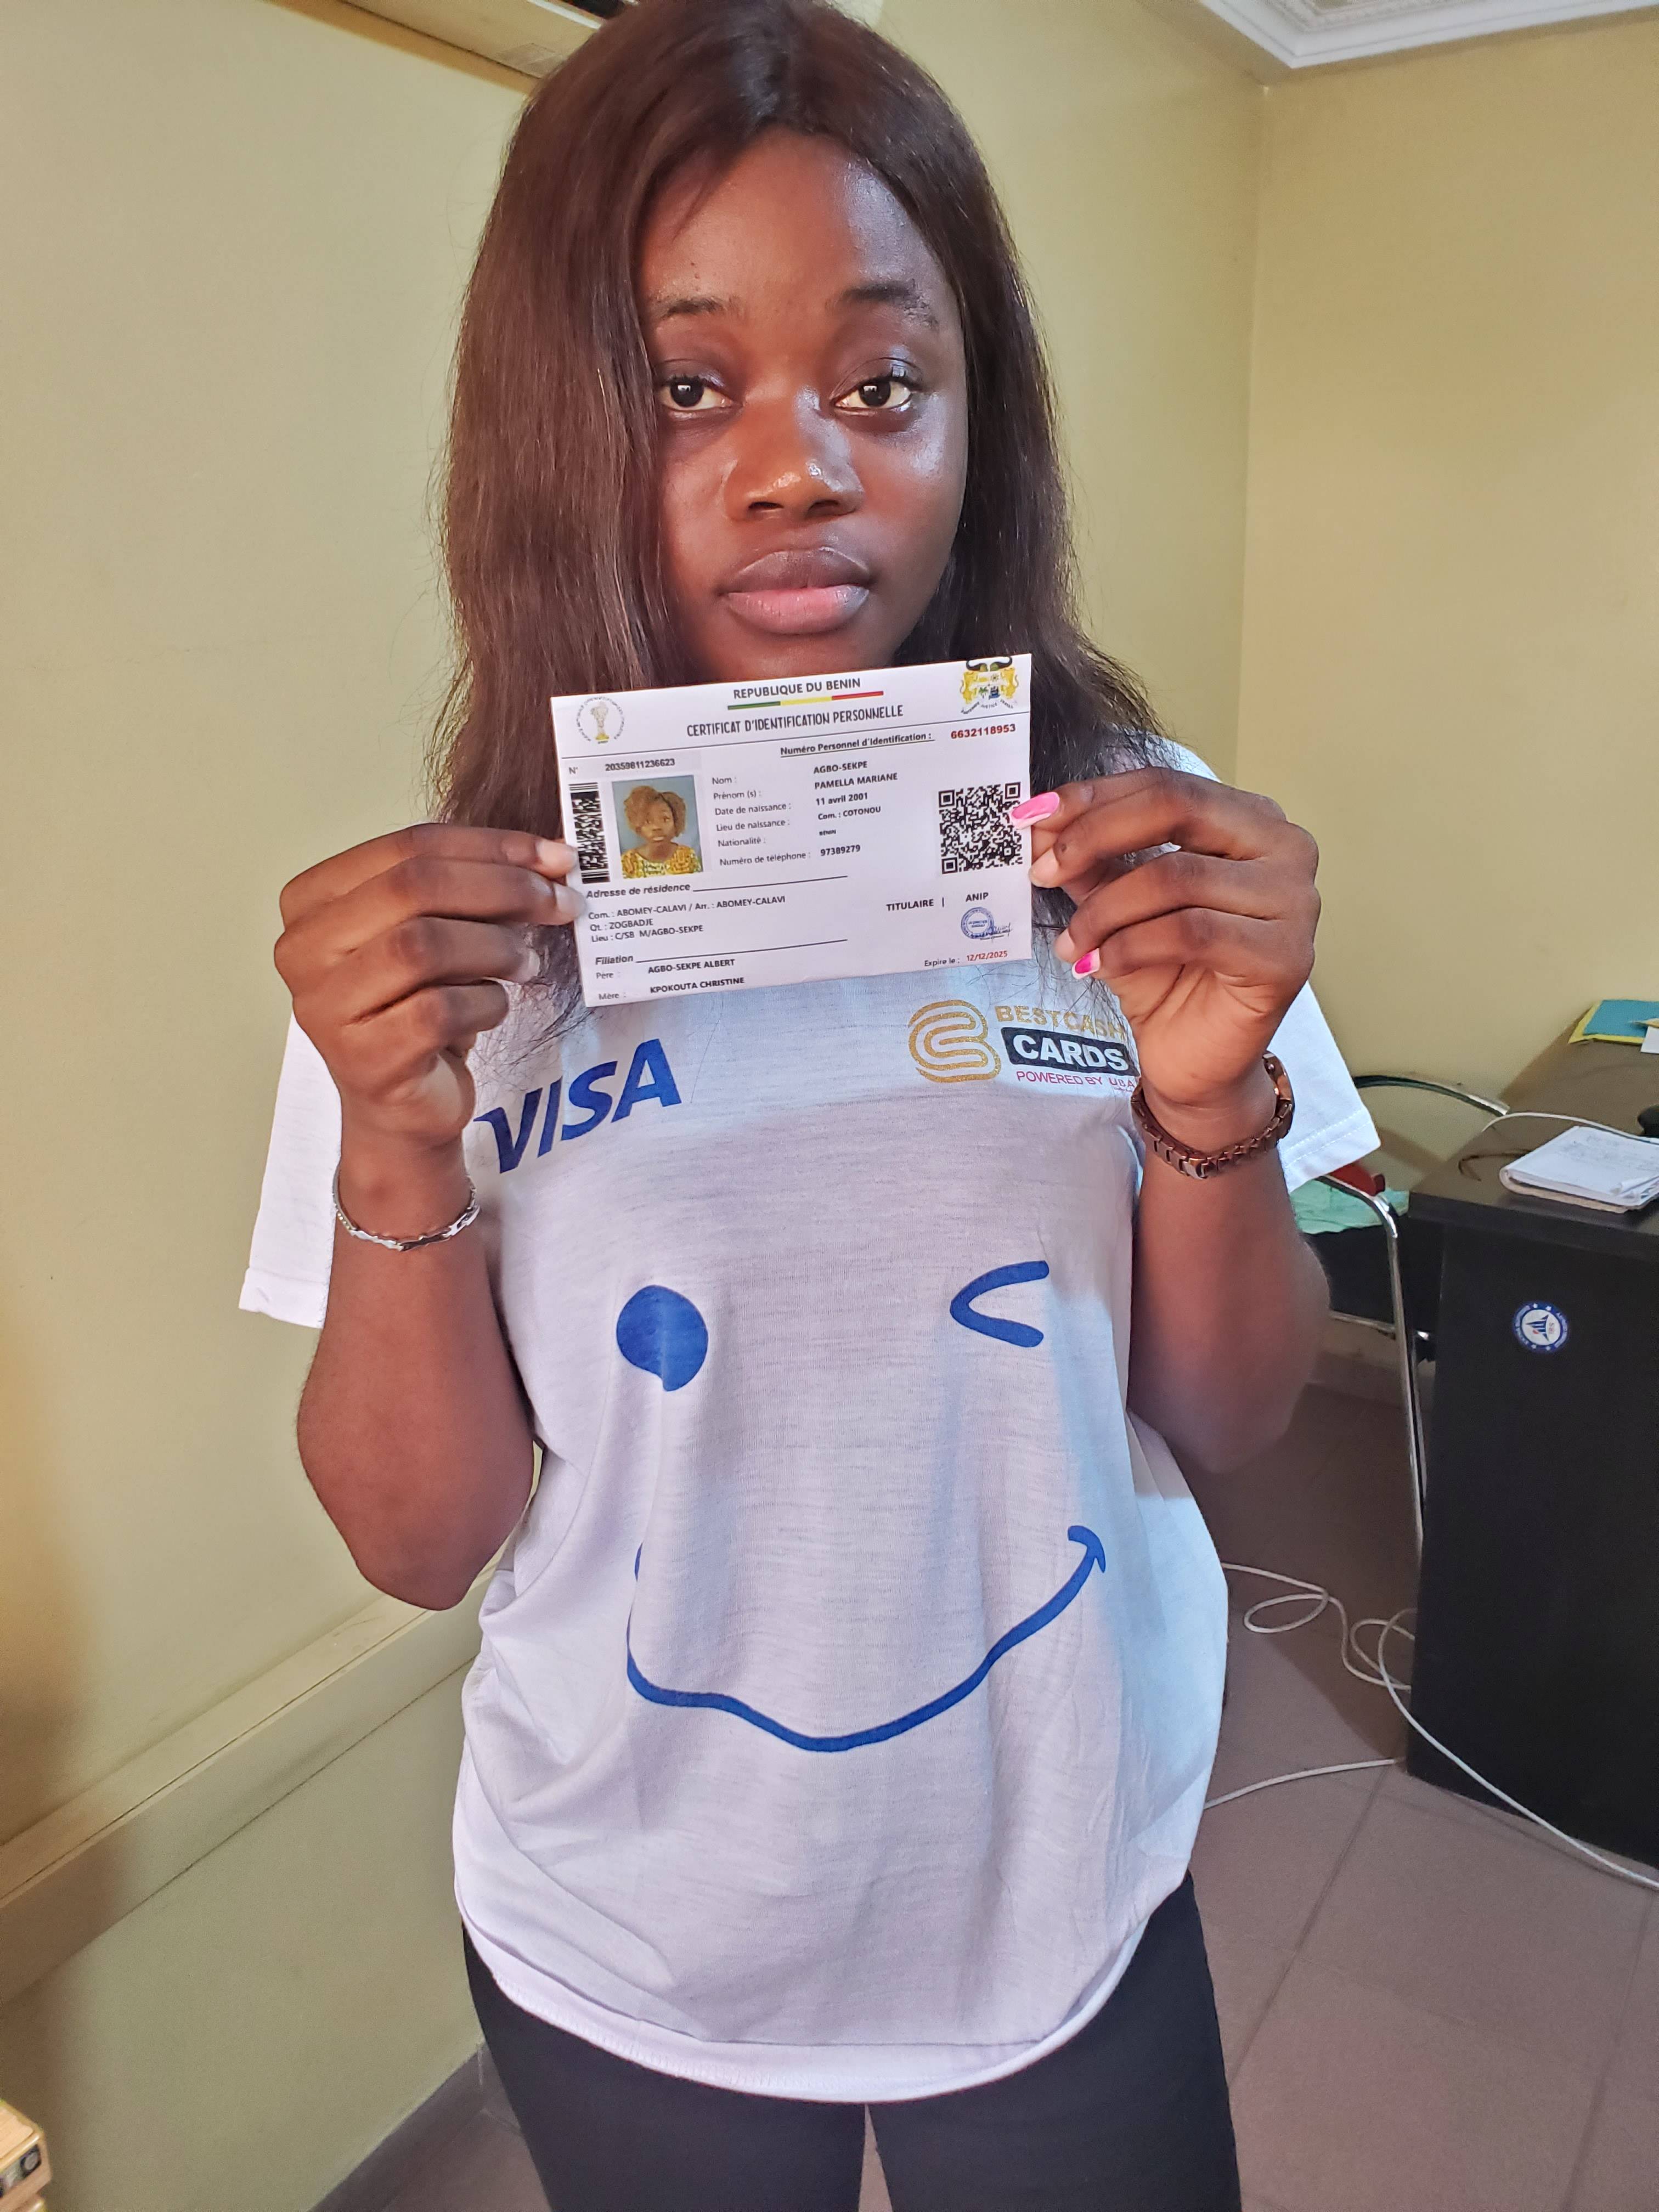 REPUBLIQUE DU BENIN
CERTIFICAT D'IDENTIFICATION PERSONNELLE
Numéro Personnel d'Identification : 6632118953
N° 20359811236623
Nom : AGBO-SEKPE
Prénom (s) : PAMELLA MARIANE
Date de naissance : 11 avril 2001
Lieu de naissance : Com. : COTONOU
Nationalité : BENIN
Numéro de téléphone : 97389279
Adresse de résidence
Com. : ABOMEY-CALAVI / Arr. : ABOMEY-CALAVI
Qt. : ZOGBADJE
Lieu : C/SB M/AGBO-SEKPE
TITULAIRE | ANIP
Filiation
Père : AGBO-SEKPE ALBERT
Mère : KPOKOUTA CHRISTINE
Expire le : 12/12/2025
VISA
BESTCASH
CARDS
POWERED BY UBA